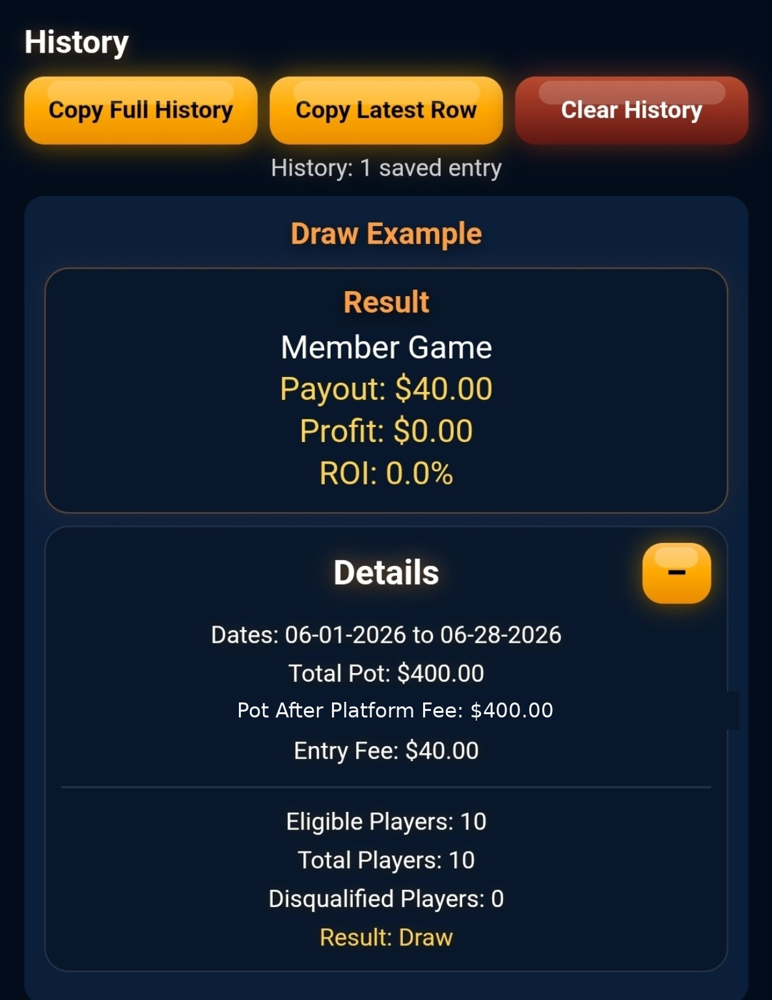 History
Copy Full History
Copy Latest Row
Clear History
History: 1 saved entry
Draw Example
Result
Member Game
Payout: $40.00
Profit: $0.00
ROI: 0.0%
Details
−
Dates: 06-01-2026 to 06-28-2026
Total Pot: $400.00
Pot After Platform Fee: $400.00
Entry Fee: $40.00
Eligible Players: 10
Total Players: 10
Disqualified Players: 0
Result: Draw